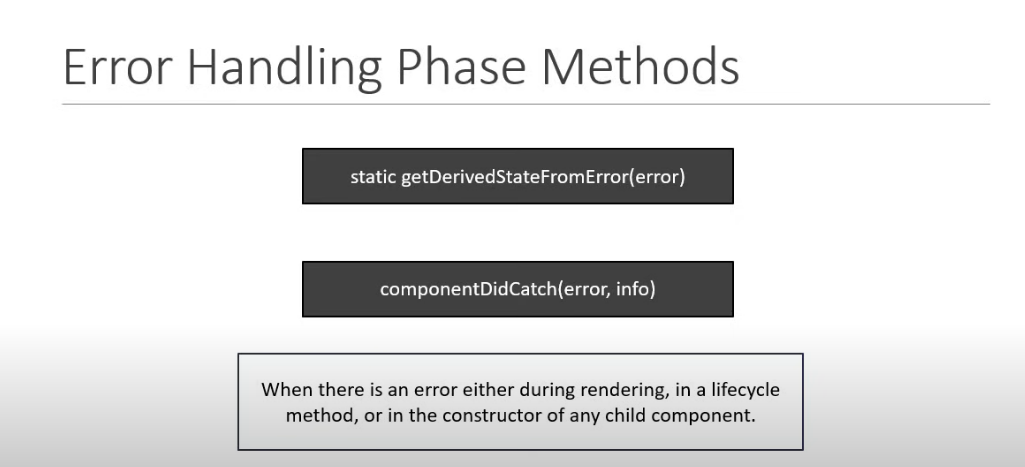 Error Handling Phase Methods
static getDerivedStateFromError(error)
componentDidCatch(error, info)
When there is an error either during rendering, in a lifecycle
method, or in the constructor of any child component.